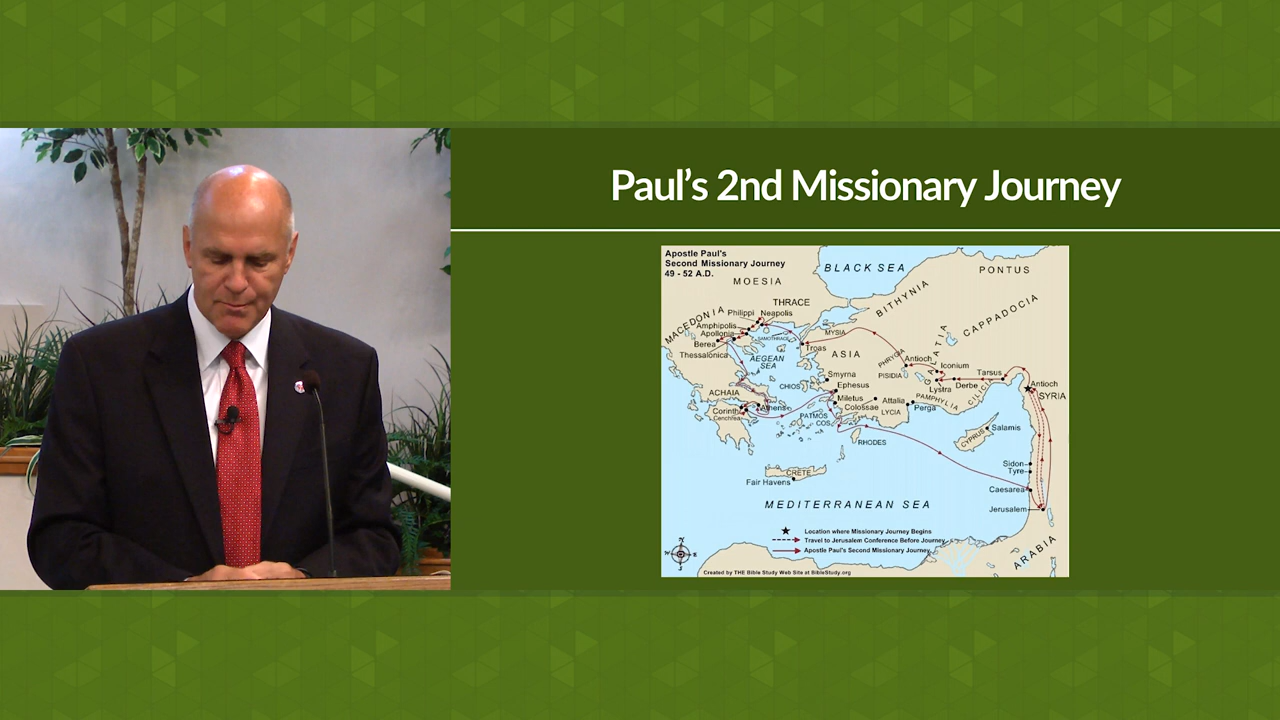 Paul's 2nd Missionary Journey
Apostle Paul's
Second Missionary Journey
49 - 52 A.D.
BLACK SEA
PONTUS
MOESIA
BITHYNIA
THRACE
CAPPADOCIA
MACEDONIA
Philippi Neapolis
Amphipolis
Apollonia
SAMOTHRACE
MYSIA
GALATIA
Berea
Troas
Thessalonica
ASIA
PHRYGIA
Antioch
Iconium
AEGEAN
SEA
PISIDIA
Tarsus
Smyrna
Lystra Derbe
CILICIA
Antioch
CHIOS
Ephesus
SYRIA
ACHAIA
Miletus
Attalia
PAMPHYLIA
Corinth
Athens
Colossae
Perga
Cenchrea
PATMOS
LYCIA
COS
Salamis
CYPRUS
RHODES
Sidon
Tyre
CRETE
Fair Havens
Caesarea
MEDITERRANEAN SEA
Jerusalem
Location where Missionary Journey Begins
Travel to Jerusalem Conference Before Journey
Apostle Paul's Second Missionary Journey
ARABIA
N
W E
S
Created by THE Bible Study Web Site at BibleStudy.org